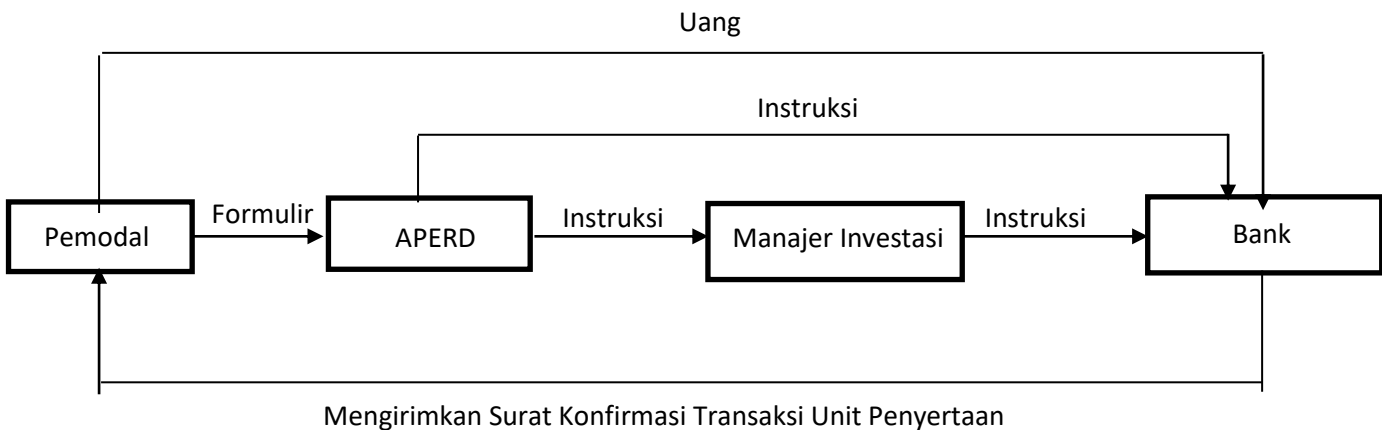 Uang
Instruksi
Formulir
Instruksi
Instruksi
Pemodal
APERD
Manajer Investasi
Bank
Mengirimkan Surat Konfirmasi Transaksi Unit Penyertaan